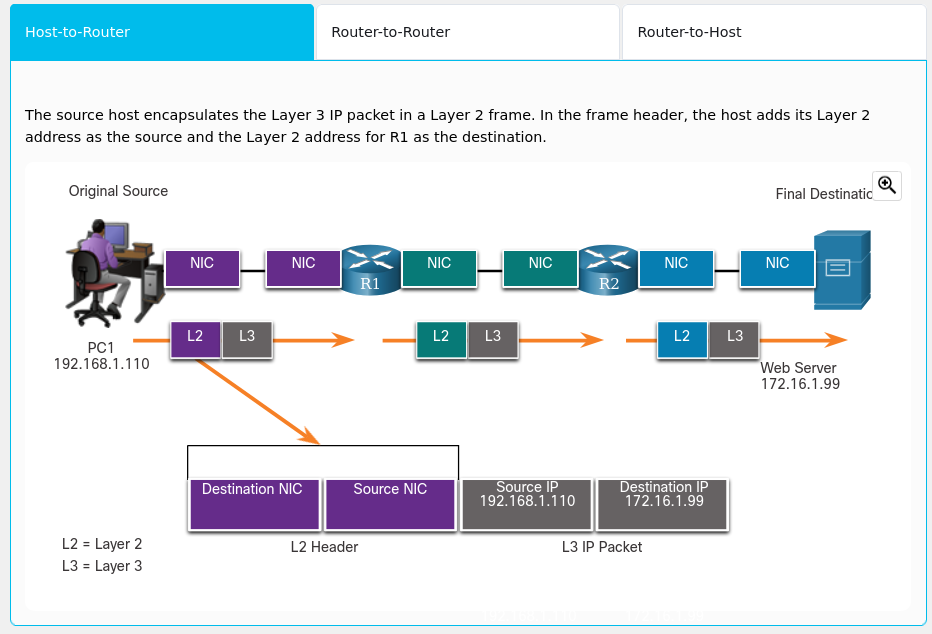 Host-to-Router
Router-to-Router
Router-to-Host
The source host encapsulates the Layer 3 IP packet in a Layer 2 frame. In the frame header, the host adds its Layer 2
address as the source and the Layer 2 address for R1 as the destination.
Original Source
Final Destinatic
NIC
NIC
R1
NIC
NIC
R2
NIC
NIC
L2
L3
L2
L3
L2
L3
PC1
192.168.1.110
Web Server
172.16.1.99
Destination NIC
Source NIC
Source IP
192.168.1.110
Destination IP
172.16.1.99
L2 Header
L3 IP Packet
L2 = Layer 2
L3 = Layer 3